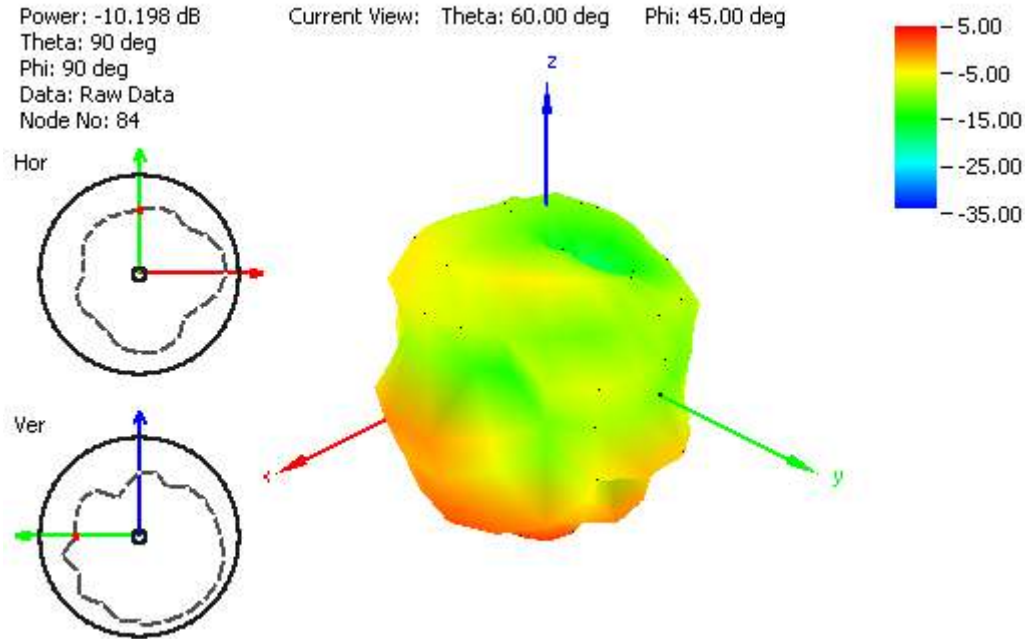 Power: -10.198 dB
Theta: 90 deg
Phi: 90 deg
Data: Raw Data
Node No: 84
Current View: Theta: 60.00 deg Phi: 45.00 deg
5.00
-5.00
-15.00
-25.00
-35.00
Hor
z
Ver
x
y